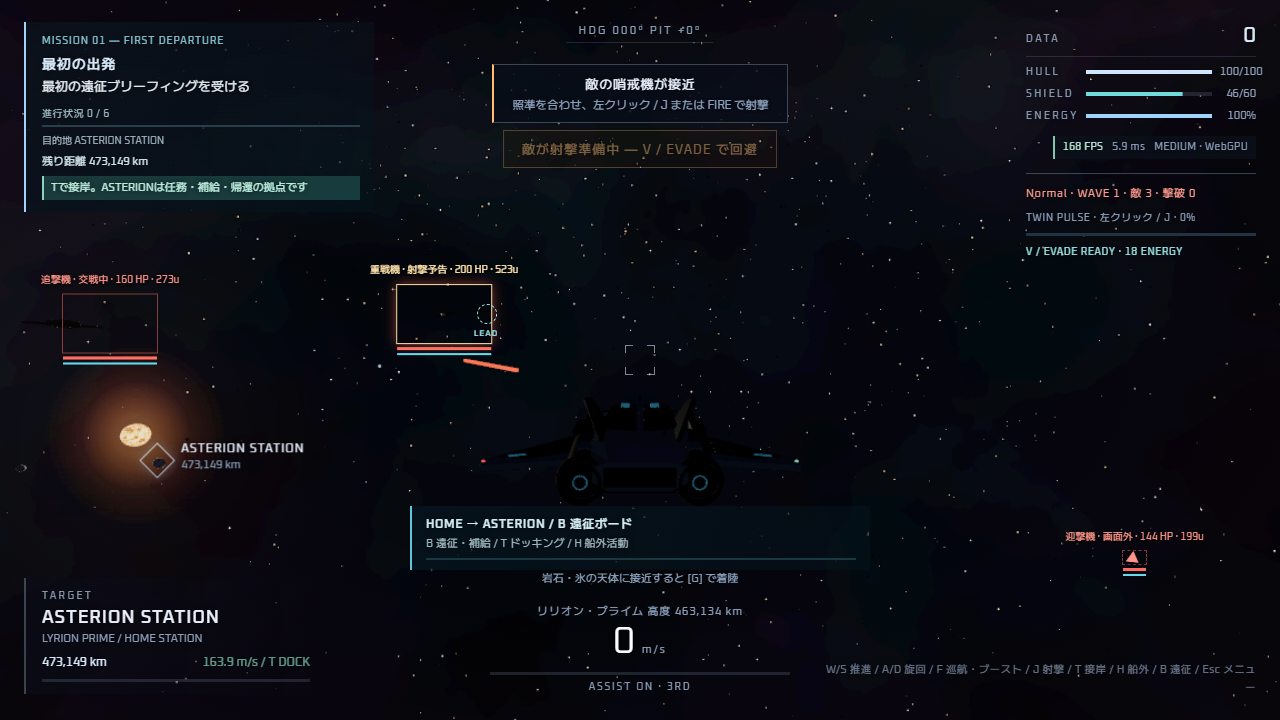 MISSION 01 — FIRST DEPARTURE
最初の出発
最初の遠征ブリーフィングを受ける
進行状況 0 / 6
目的地 ASTERION STATION
残り距離 473,149 km
Tで接岸。ASTERIONは任務・補給・帰還の拠点です
HDG 000° PIT +0°
敵の哨戒機が接近
照準を合わせ、左クリック / J または FIRE で射撃
敵が射撃準備中 — V / EVADE で回避
DATA 0
HULL 100/100
SHIELD 46/60
ENERGY 100%
168 FPS 5.9 ms MEDIUM · WebGPU
Normal · WAVE 1 · 敵 3 · 撃破 0
TWIN PULSE · 左クリック / J · 0%
V / EVADE READY · 18 ENERGY
追撃機 · 交戦中 · 160 HP · 273u
重戦機 · 射撃予告 · 200 HP · 523u
LEAD
ASTERION STATION
473,149 km
迎撃機 · 画面外 · 144 HP · 199u
HOME → ASTERION / B 遠征ボード
B 遠征・補給 / T ドッキング / H 船外活動
岩石・氷の天体に接近すると [G] で着陸
リリオン・プライム 高度 463,134 km
0 m/s
ASSIST ON · 3RD
TARGET
ASTERION STATION
LYRION PRIME / HOME STATION
473,149 km · 163.9 m/s / T DOCK
W/S 推進 / A/D 旋回 / F 巡航・ブースト / J 射撃 / T 接岸 / H 船外 / B 遠征 / Esc メニュ
ー